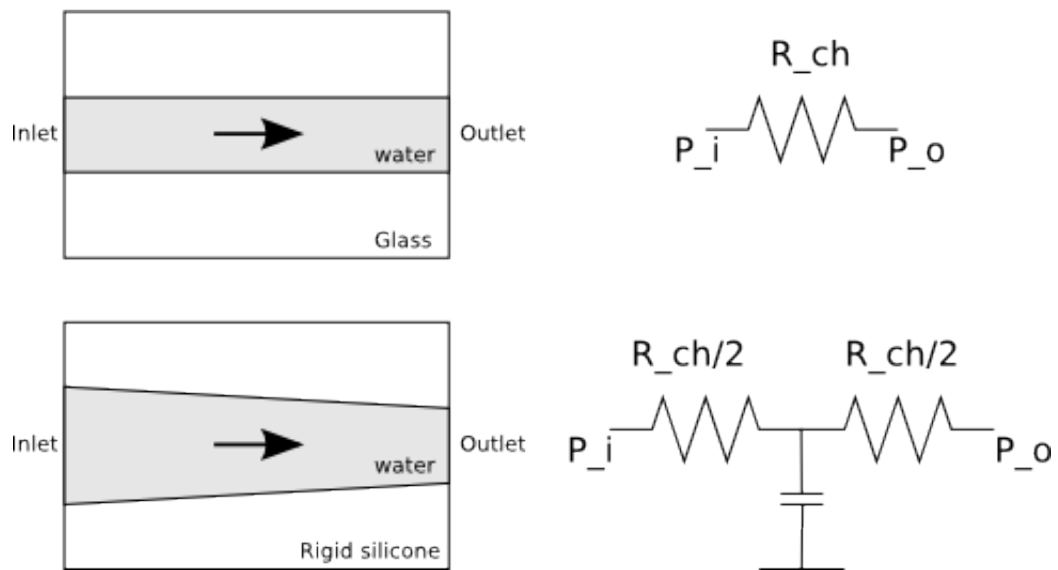 Inlet
water
Outlet
Glass
R_ch
P_i
P_o
Inlet
water
Outlet
Rigid silicone
R_ch/2
R_ch/2
P_i
P_o